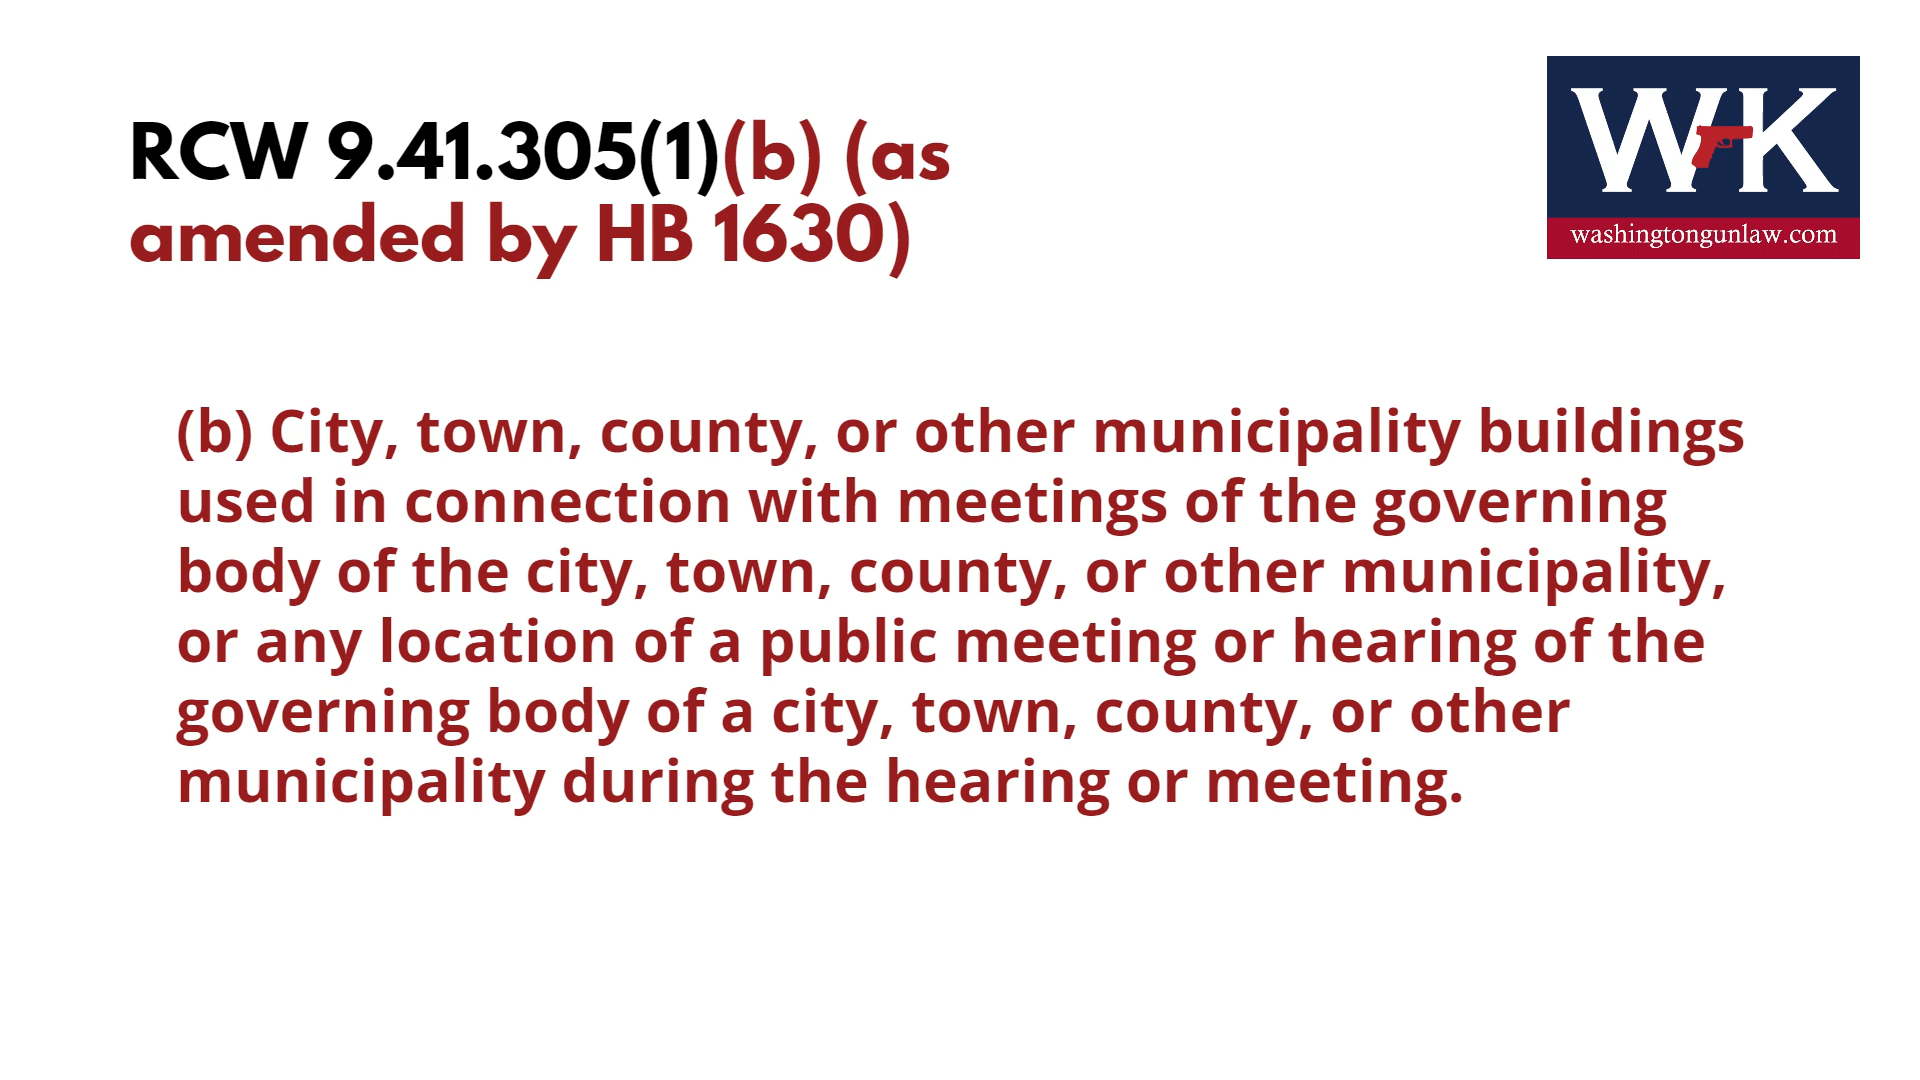 RCW 9.41.305(1)(b) (as
amended by HB 1630)
WK
washingtongunlaw.com
(b) City, town, county, or other municipality buildings
used in connection with meetings of the governing
body of the city, town, county, or other municipality,
or any location of a public meeting or hearing of the
governing body of a city, town, county, or other
municipality during the hearing or meeting.